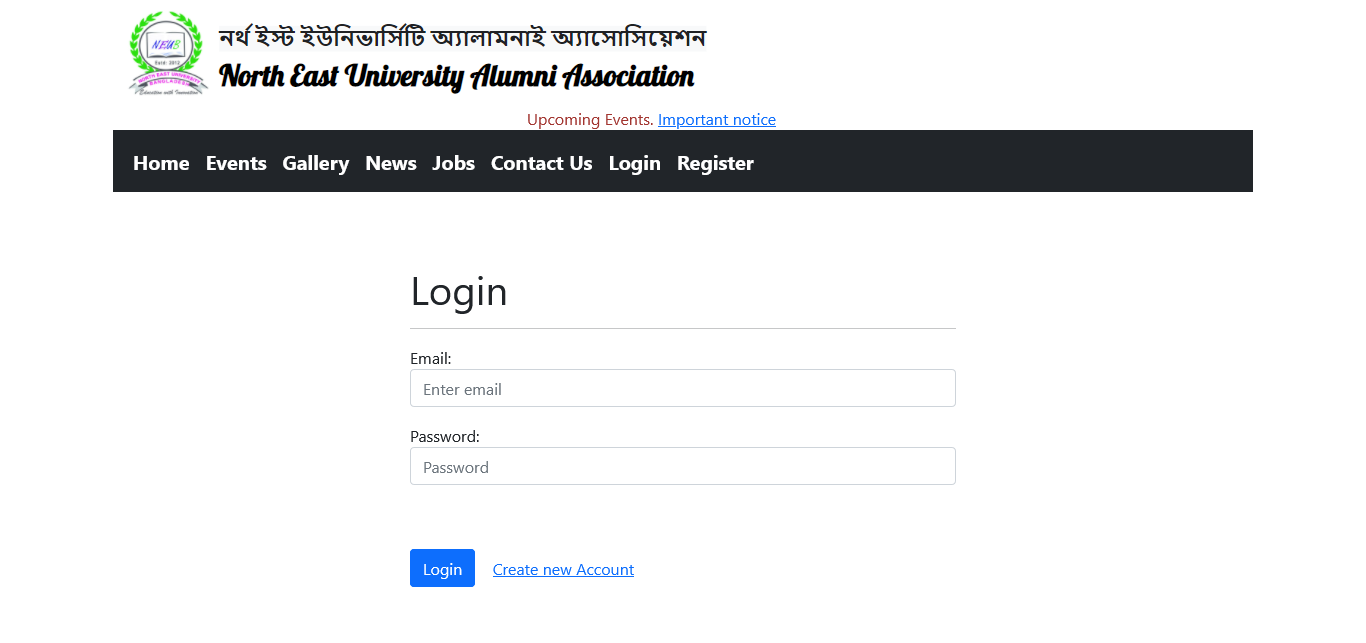 নর্থ ইস্ট ইউনিভার্সিটি অ্যালামনাই অ্যাসোসিয়েশন
NEUB
Estd: 2012
NORTH EAST UNIVERSITY
BANGLADESH
Education with Innovation
North East University Alumni Association
Upcoming Events. Important notice
Home Events Gallery News Jobs Contact Us Login Register
Login
Email:
Enter email
Password:
Password
Login Create new Account